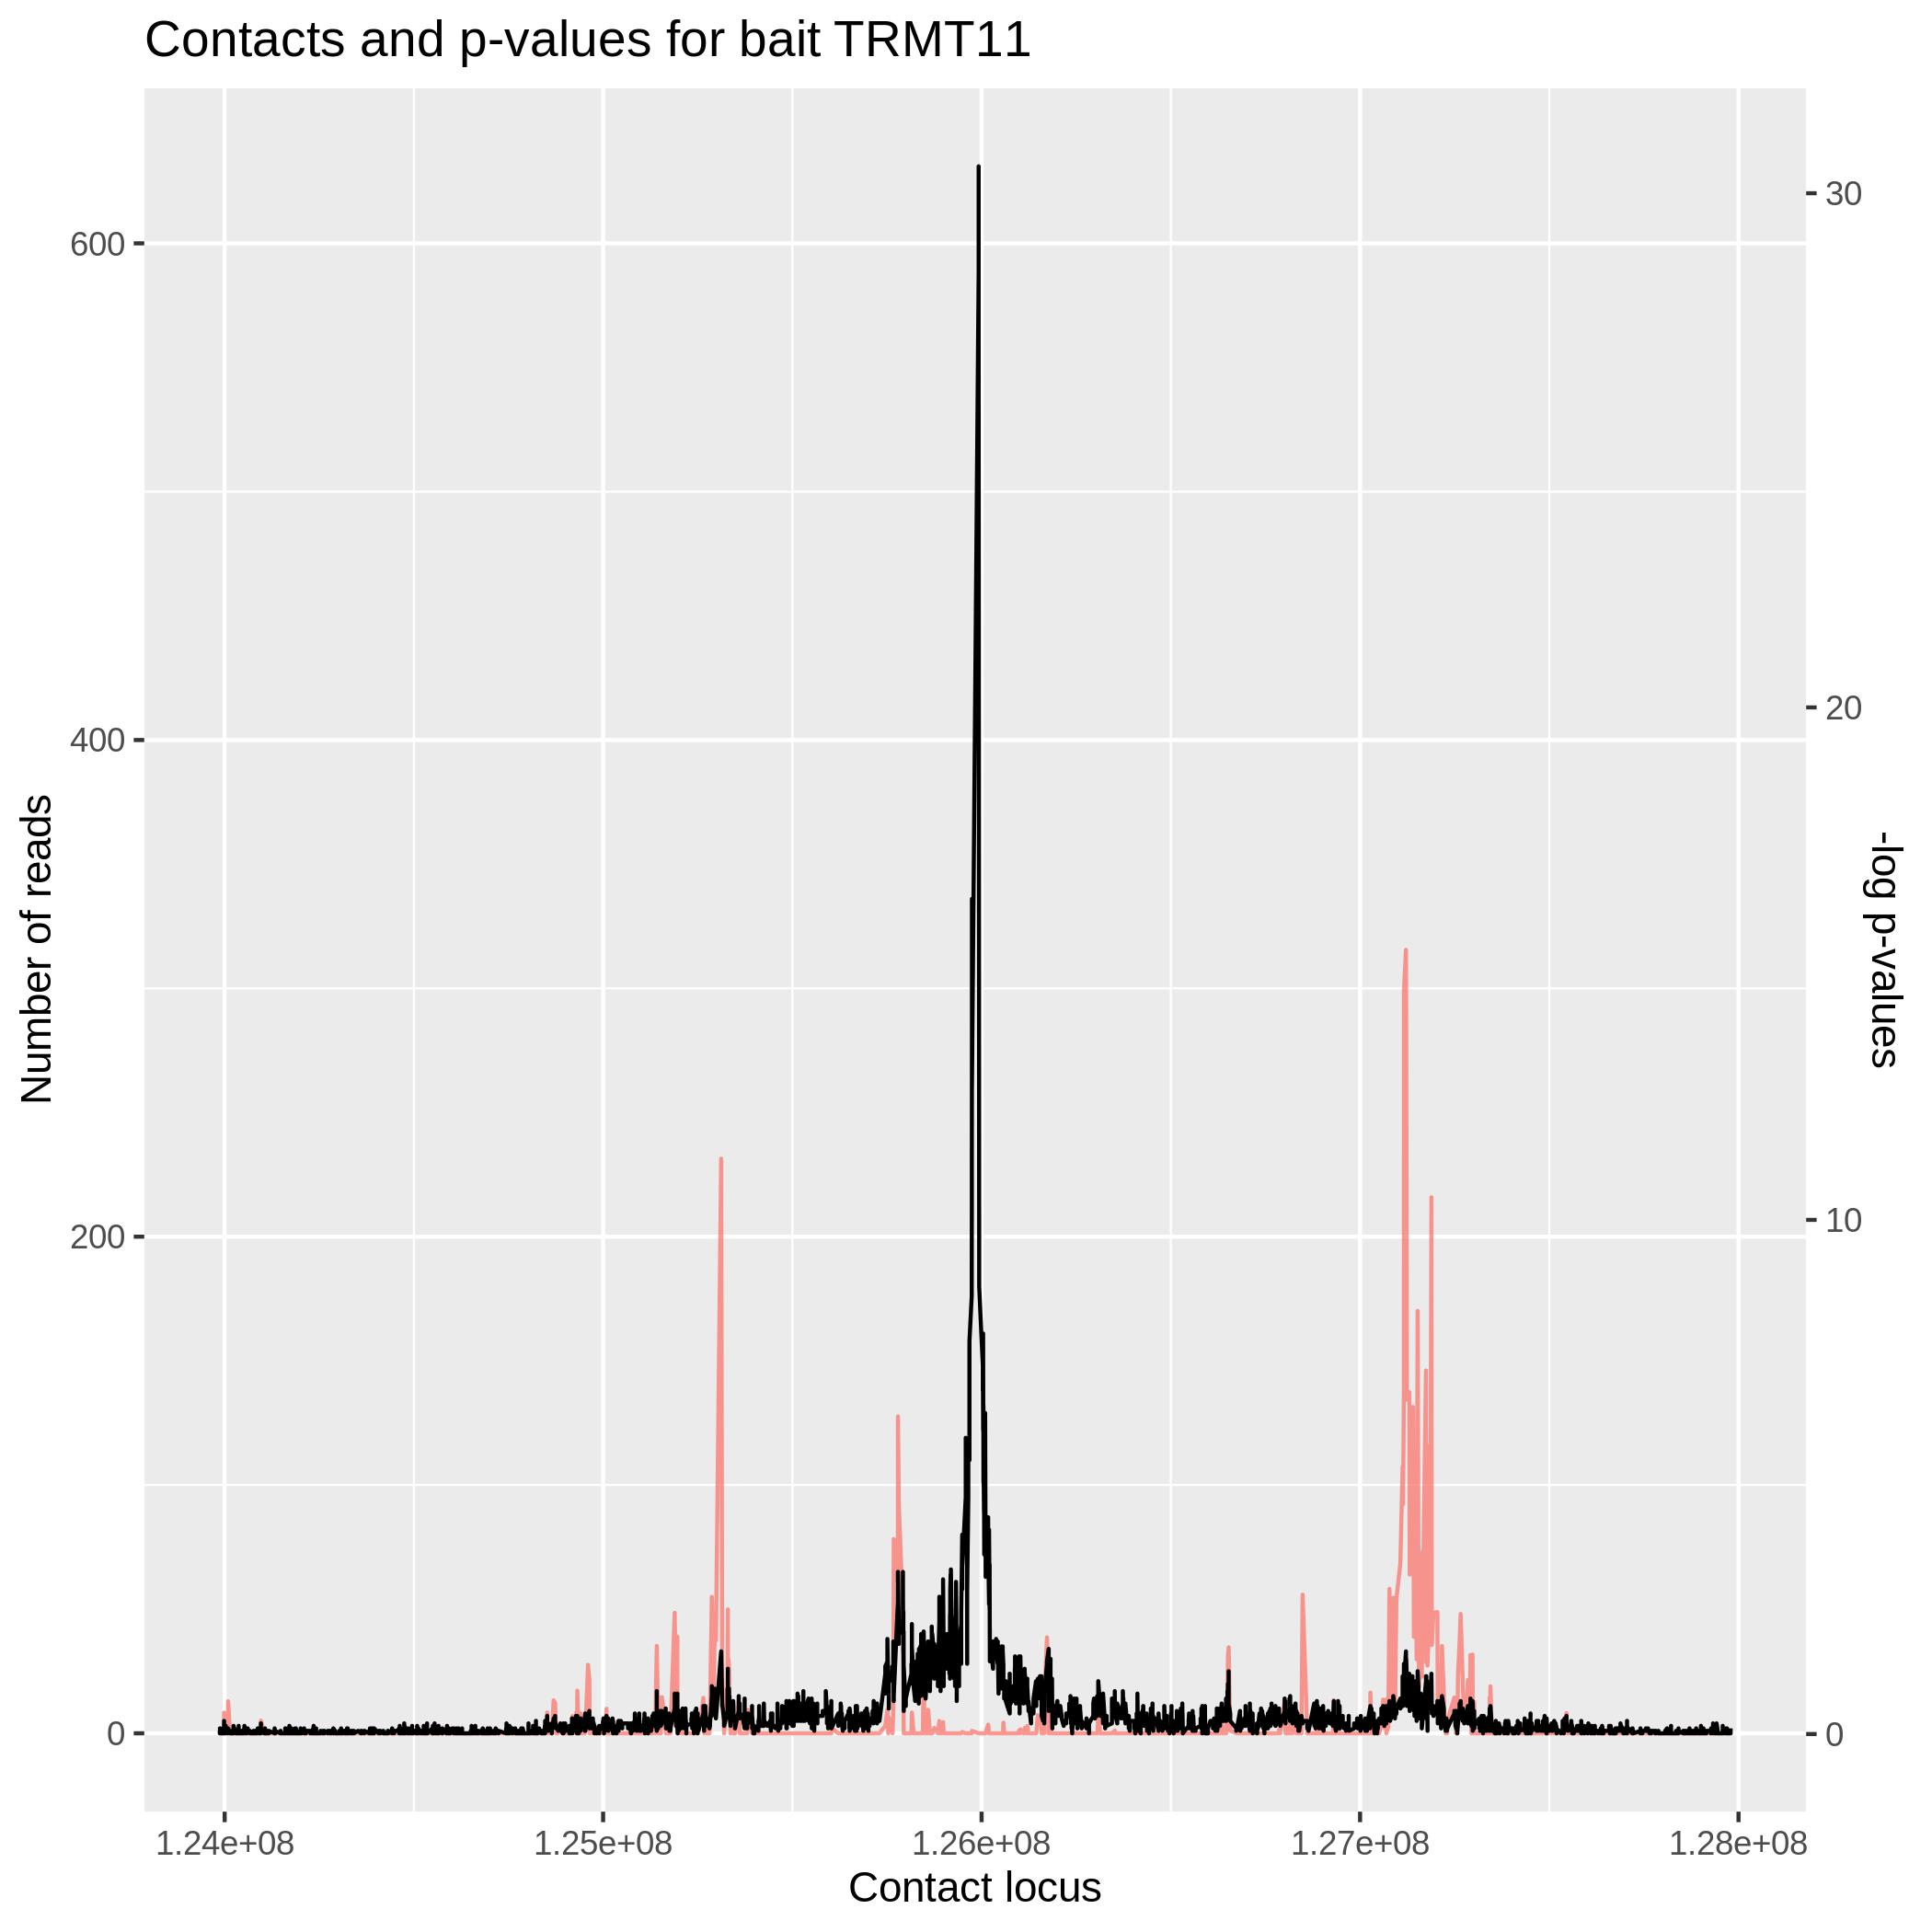 Contacts and p-values for bait TRMT11
Number of reads
600
400
200
0
30
20
10
0
-log p-values
1.24e+08
1.25e+08
1.26e+08
1.27e+08
1.28e+08
Contact locus